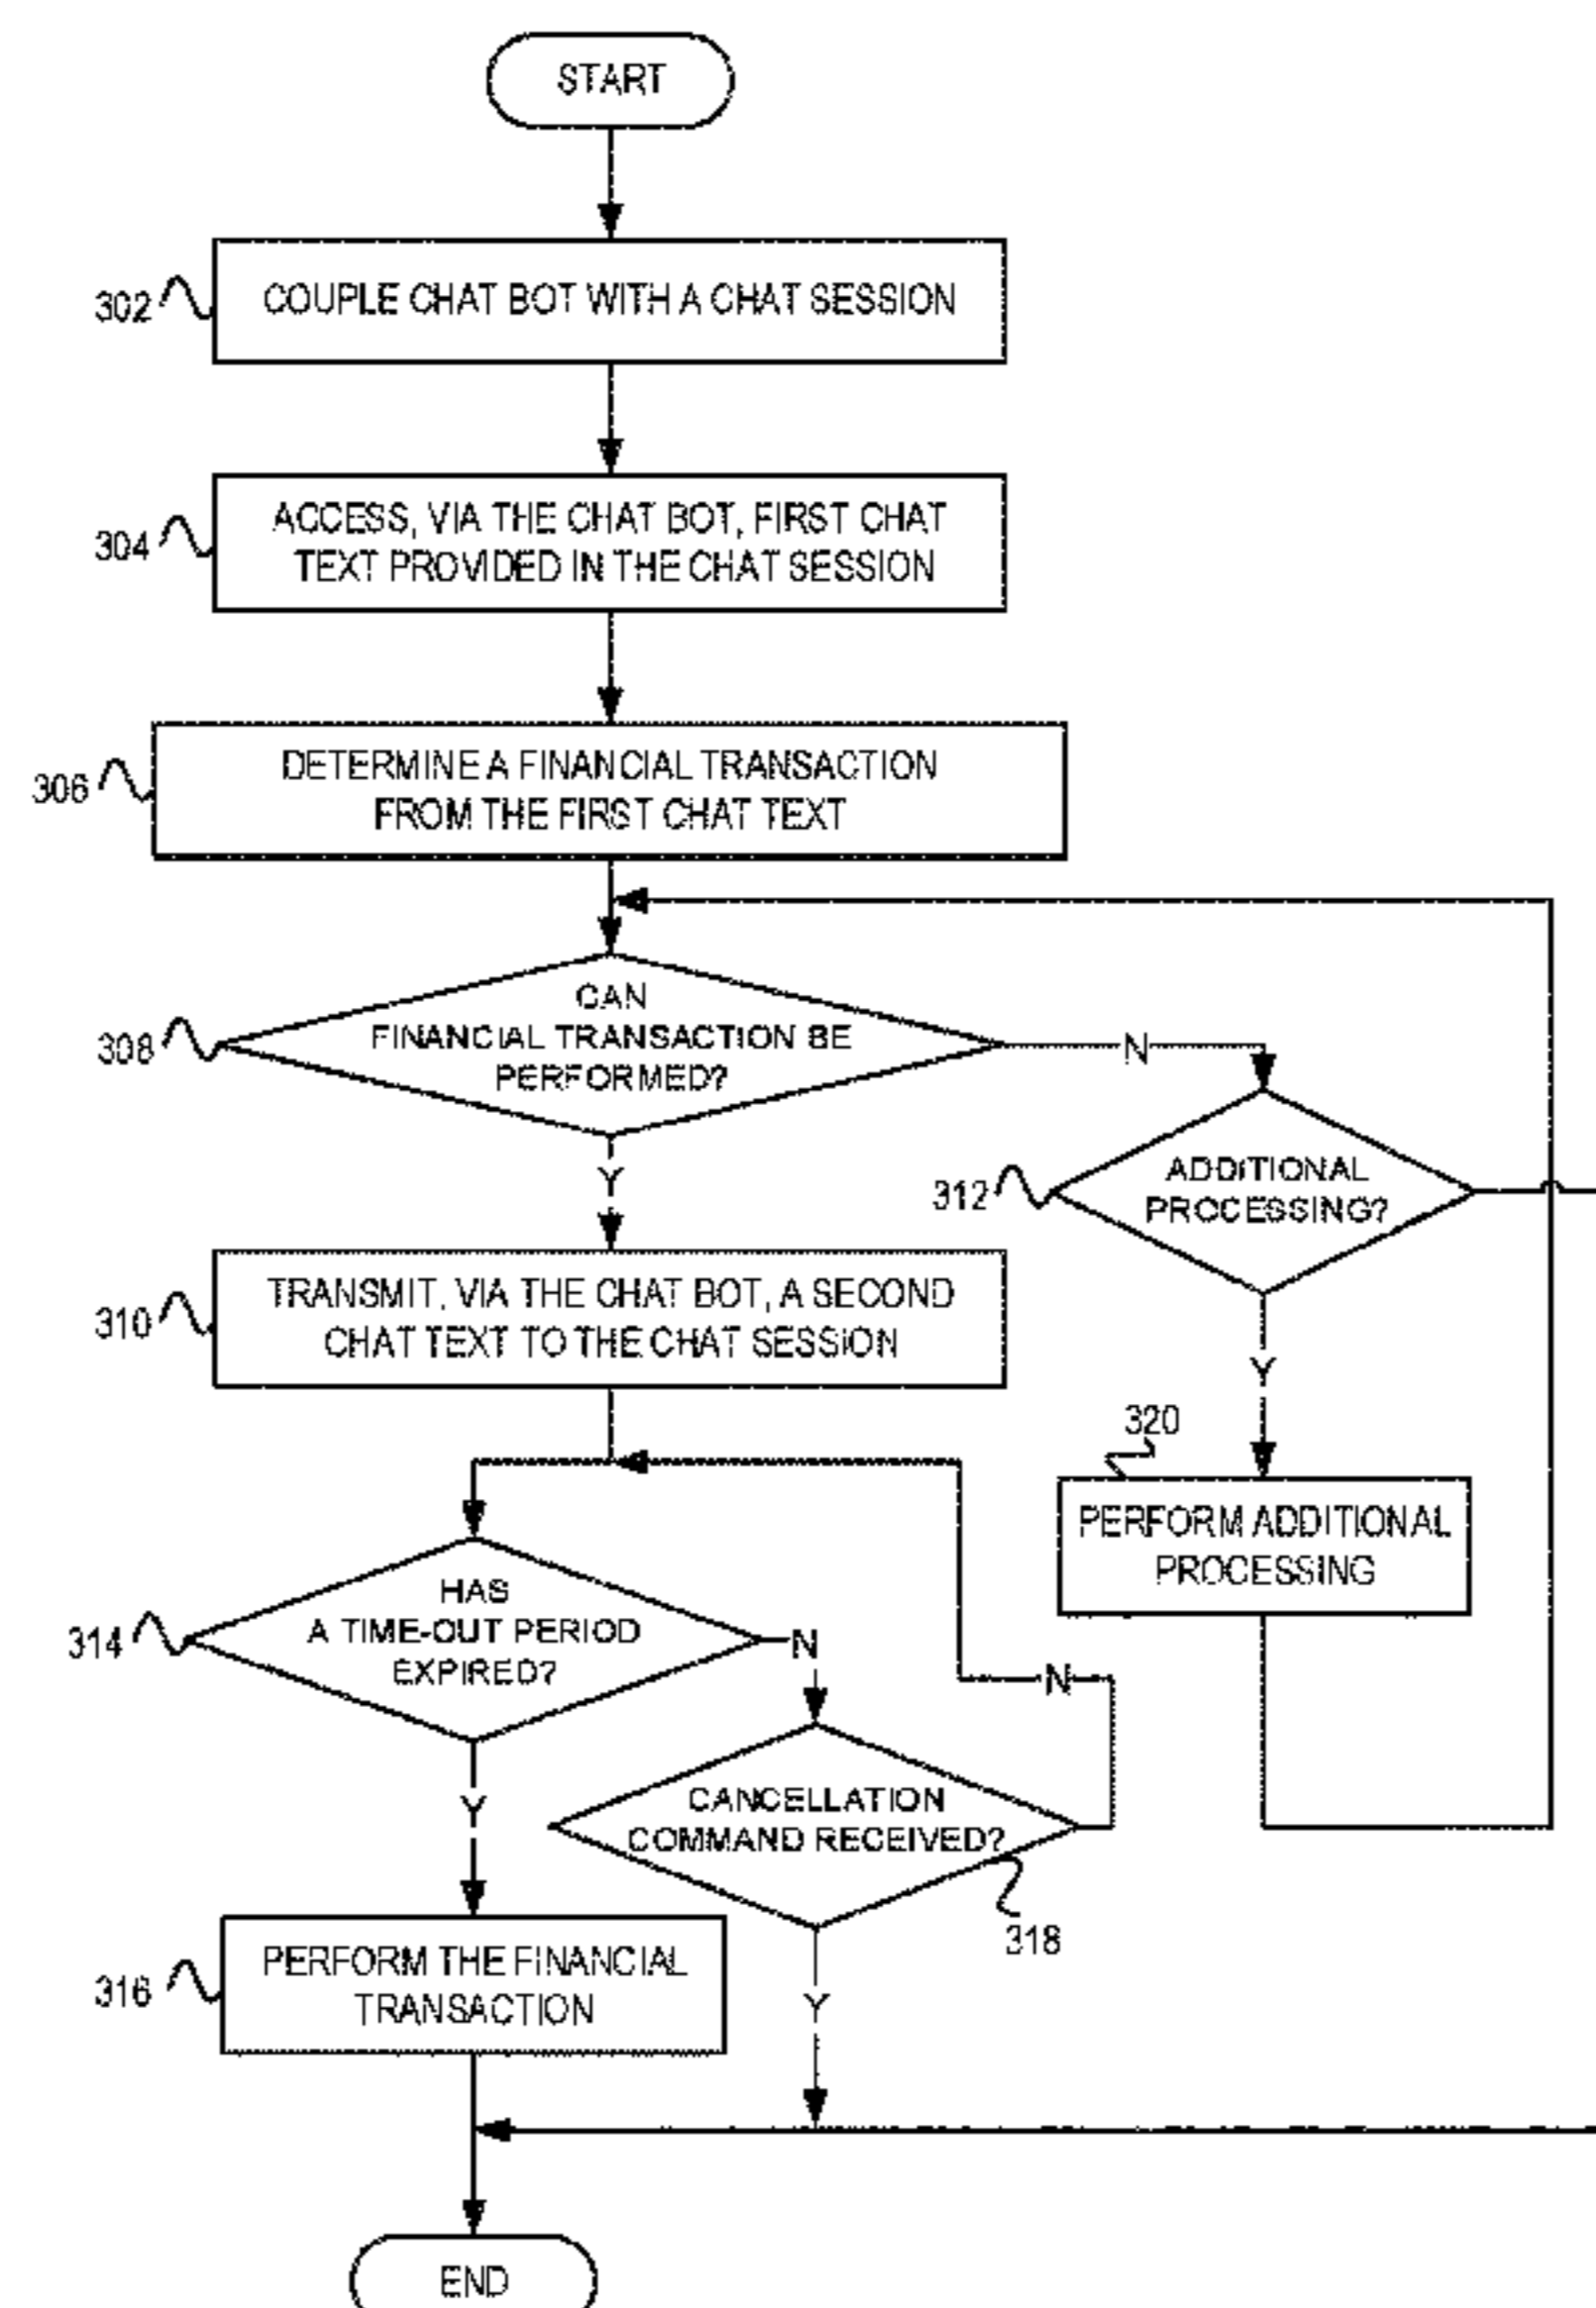 START
302
COUPLE CHAT BOT WITH A CHAT SESSION
304
ACCESS, VIA THE CHAT BOT, FIRST CHAT
TEXT PROVIDED IN THE CHAT SESSION
306
DETERMINE A FINANCIAL TRANSACTION
FROM THE FIRST CHAT TEXT
308
CAN
FINANCIAL TRANSACTION BE
PERFORMED?
N
Y
312
ADDITIONAL
PROCESSING?
310
TRANSMIT, VIA THE CHAT BOT, A SECOND
CHAT TEXT TO THE CHAT SESSION
Y
320
PERFORM ADDITIONAL
PROCESSING
314
HAS
A TIME-OUT PERIOD
EXPIRED?
N
N
Y
CANCELLATION
COMMAND RECEIVED?
318
316
PERFORM THE FINANCIAL
TRANSACTION
Y
END